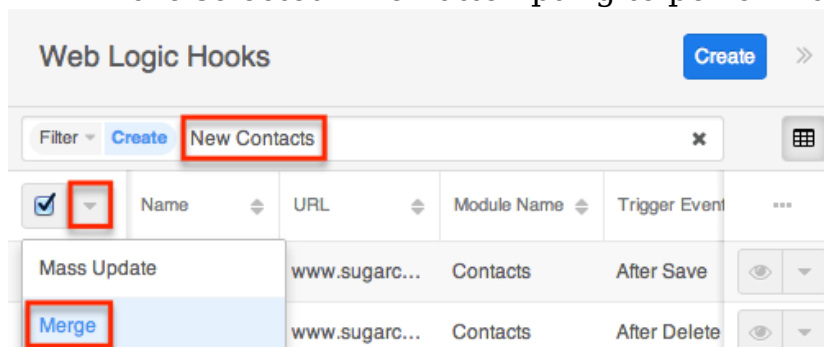 Web Logic Hooks Create
Filter Create New Contacts
Name URL Module Name Trigger Event
Mass Update www.sugarc... Contacts After Save
Merge www.sugarc... Contacts After Delete